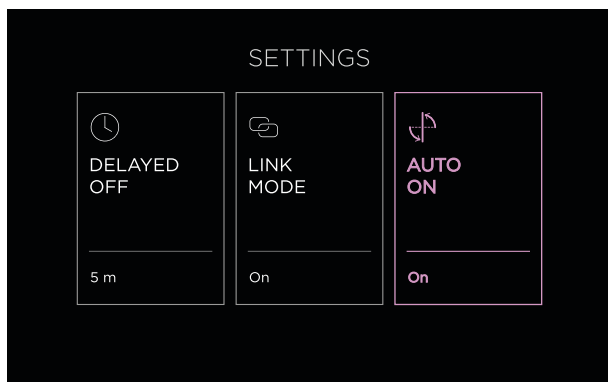 SETTINGS
DELAYED
OFF
5 m
LINK
MODE
On
AUTO
ON
On